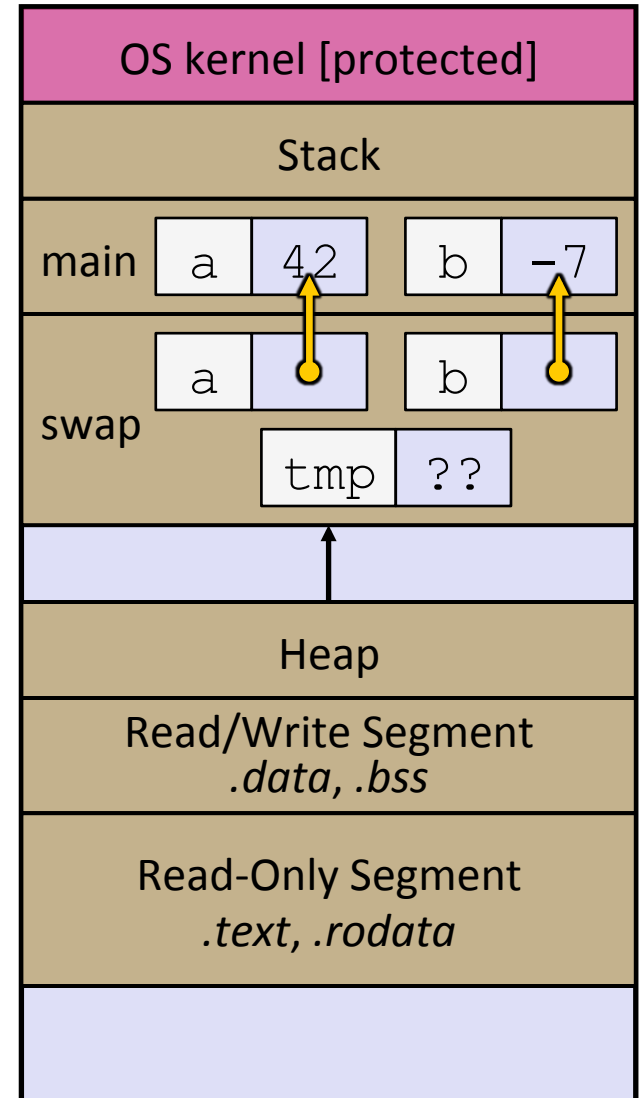 OS kernel [protected]
Stack
main a 42 b -7
a b
swap
tmp ??
Heap
Read/Write Segment
.data, .bss
Read-Only Segment
.text, .rodata